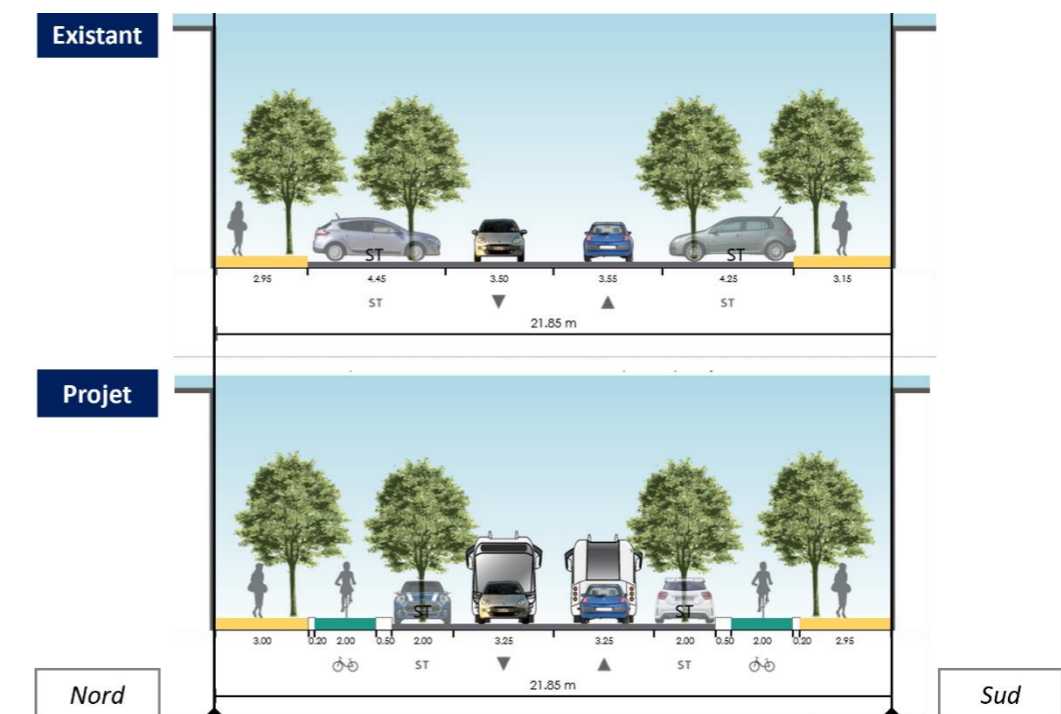 Existant
ST ST
2.95 4.45 3.50 3.55 4.25 3.15
ST ▼ ▲ ST
21.85 m
Projet
ST ST
3.00 0.20 2.00 0.50 2.00 3.25 3.25 2.00 0.50 2.00 0.20 2.95
ST ▼ ▲ ST
21.85 m
Nord
Sud